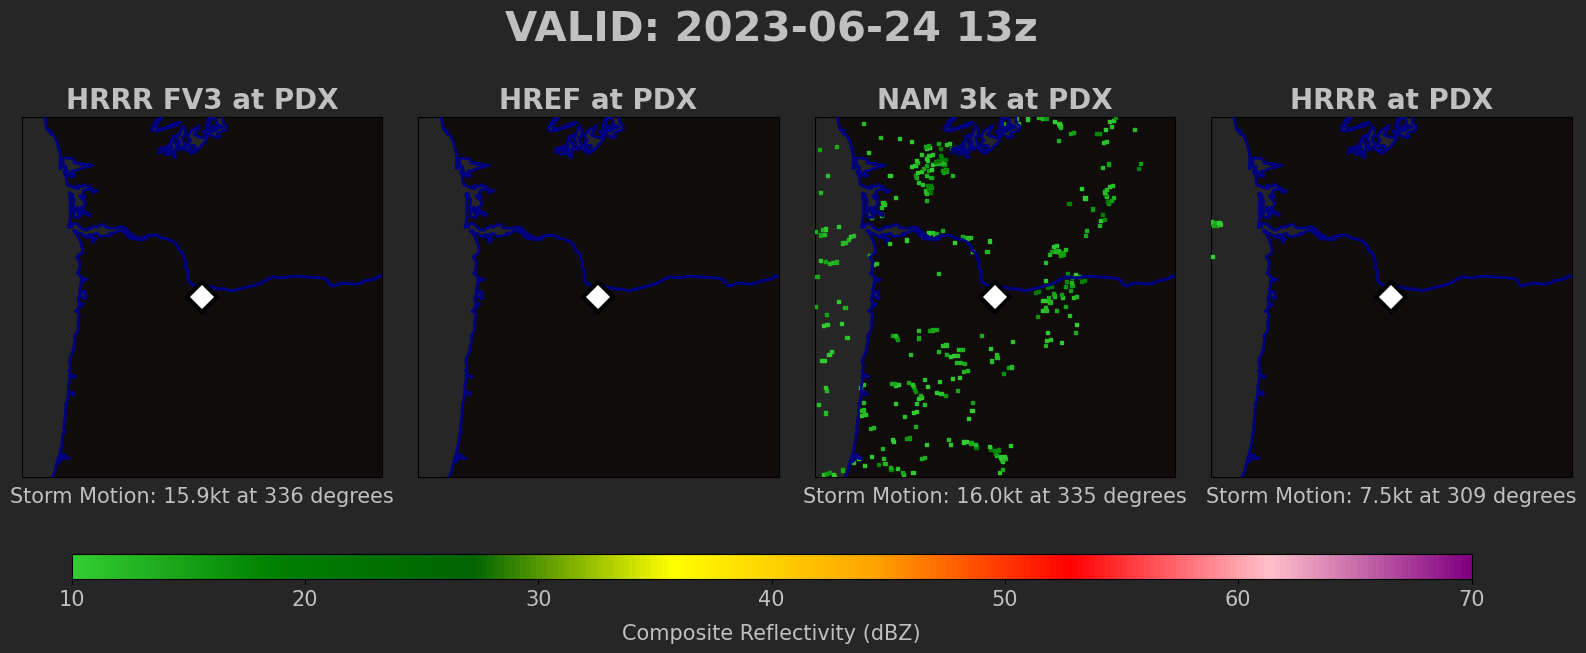 VALID: 2023-06-24 13z
HRRR FV3 at PDX
HREF at PDX
NAM 3k at PDX
HRRR at PDX
Storm Motion: 15.9kt at 336 degrees
Storm Motion: 16.0kt at 335 degrees
Storm Motion: 7.5kt at 309 degrees
10 20 30 40 50 60 70
Composite Reflectivity (dBZ)